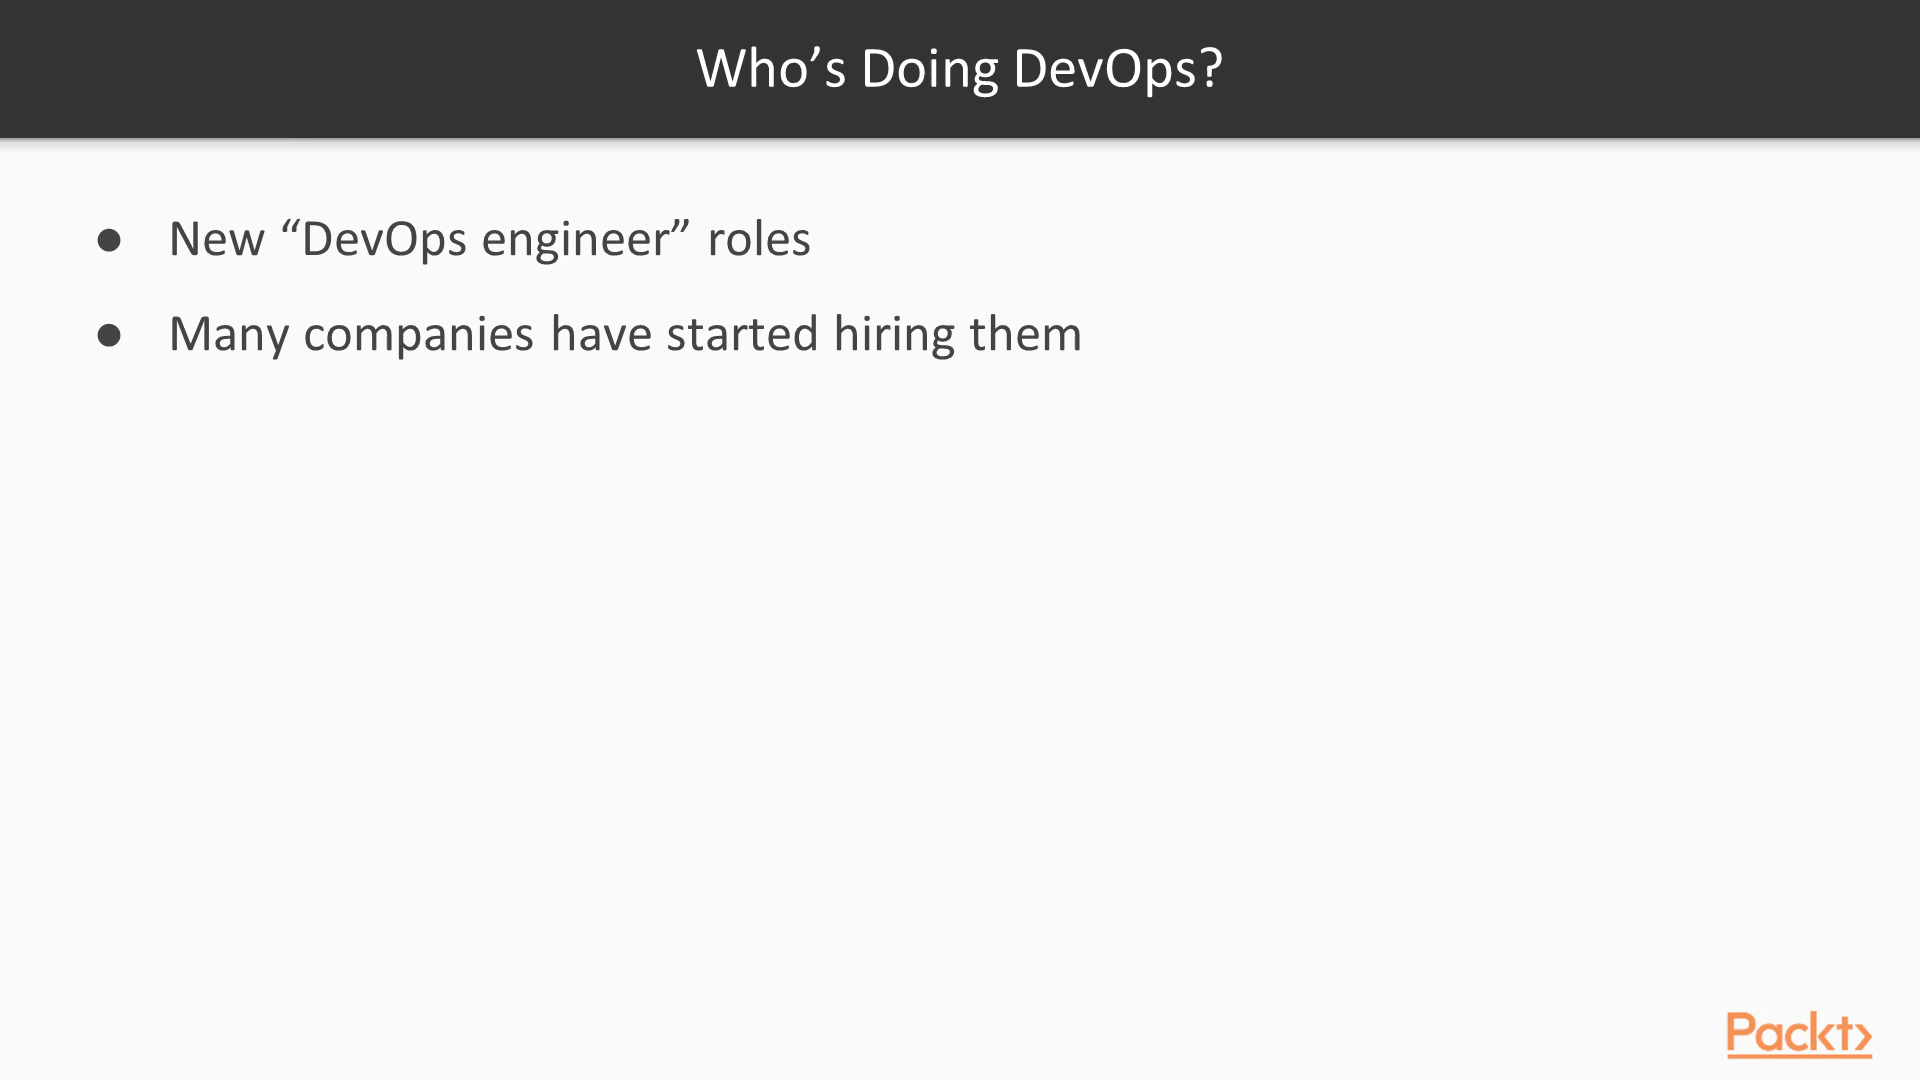 Who’s Doing DevOps?
● New “DevOps engineer” roles
● Many companies have started hiring them
Packt>